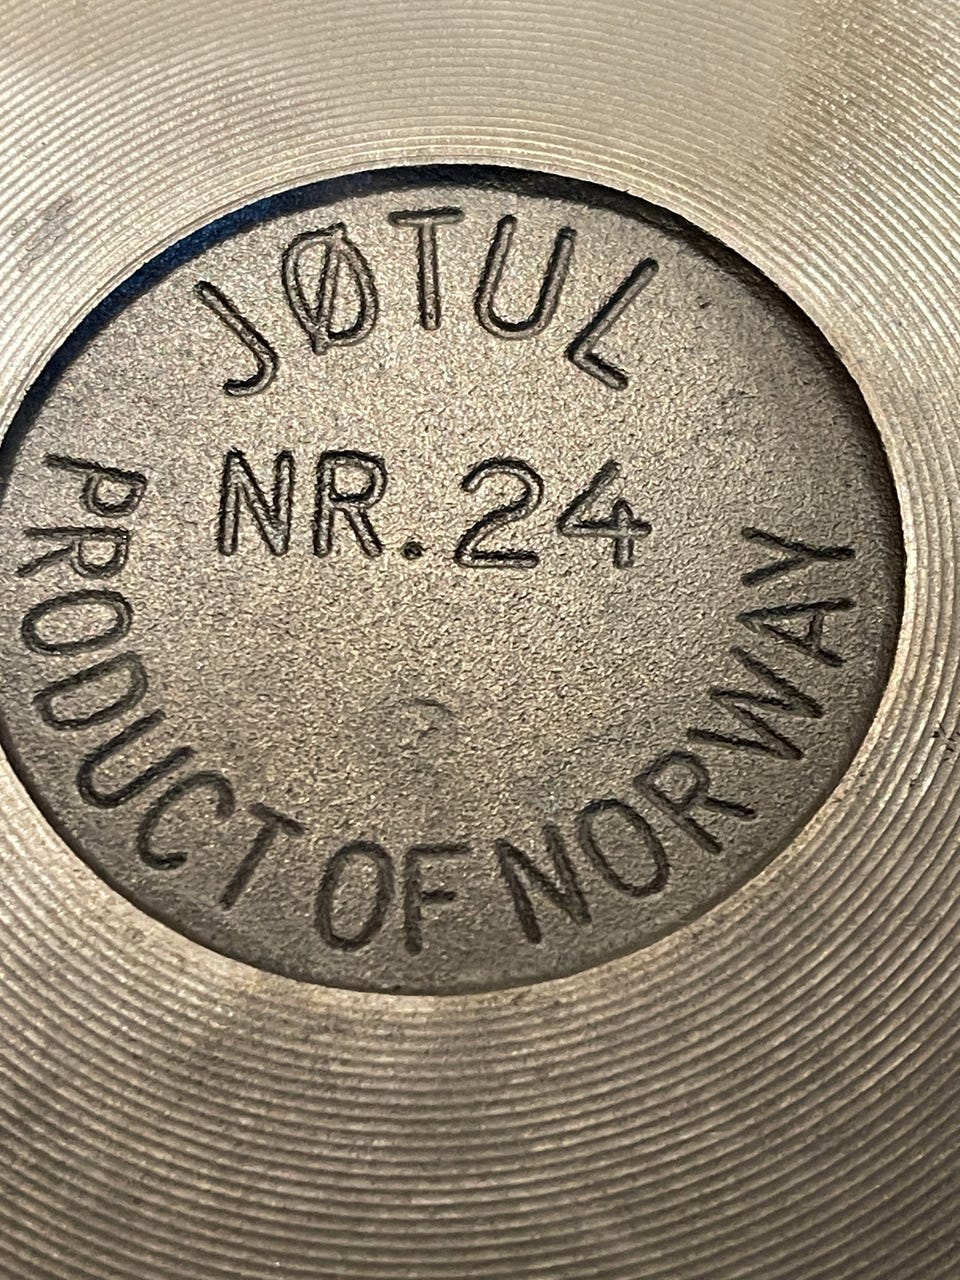 JØTUL
NR. 24
PRODUCT OF NORWAY